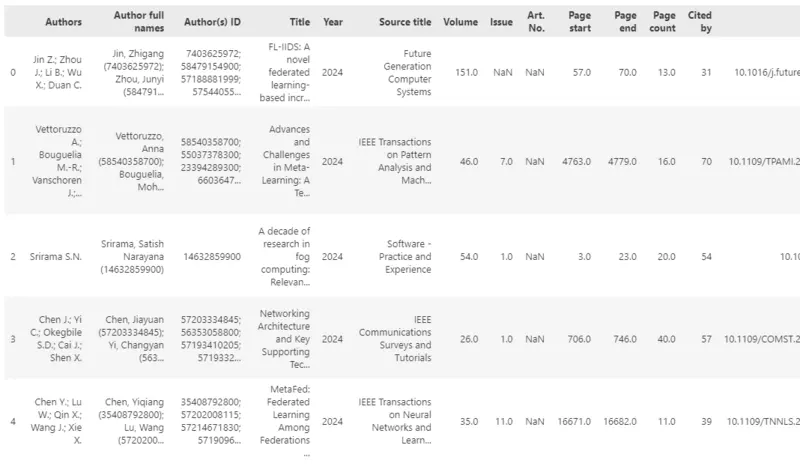 Authors Author full names Author(s) ID Title Year Source title Volume Issue Art. No. Page start Page end Page count Cited by
0 Jin Z.; Zhou J.; Li B.; Wu X.; Duan C. Jin, Zhigang (7403625972); Zhou, Junyi (584791... 7403625972; 58479154900; 57188881999; 57544055... FL-IIDS: A novel federated learning-based incr... 2024 Future Generation Computer Systems 151.0 NaN NaN 57.0 70.0 13.0 31 10.1016/j.future
1 Vettoruzzo A.; Bouguelia M.-R.; Vanschoren J.;... Vettoruzzo, Anna (58540358700); Bouguelia, Moh... 58540358700; 55037378300; 23394289300; 6603647... Advances and Challenges in Meta-Learning: A Te... 2024 IEEE Transactions on Pattern Analysis and Mach... 46.0 7.0 NaN 4763.0 4779.0 16.0 70 10.1109/TPAMI.2
2 Srirama S.N. Srirama, Satish Narayana (14632859900) 14632859900 A decade of research in fog computing: Relevan... 2024 Software - Practice and Experience 54.0 1.0 NaN 3.0 23.0 20.0 54 10.10
3 Chen J.; Yi C.; Okegbile S.D.; Cai J.; Shen X. Chen, Jiayuan (57203334845); Yi, Changyan (563... 57203334845; 56353058800; 57193410205; 5719332... Networking Architecture and Key Supporting Tec... 2024 IEEE Communications Surveys and Tutorials 26.0 1.0 NaN 706.0 746.0 40.0 57 10.1109/COMST.2
4 Chen Y.; Lu W.; Qin X.; Wang J.; Xie X. Chen, Yiqiang (35408792800); Lu, Wang (5720200... 35408792800; 57202008115; 57214671830; 5719096... MetaFed: Federated Learning Among Federations ... 2024 IEEE Transactions on Neural Networks and Learn... 35.0 11.0 NaN 16671.0 16682.0 11.0 39 10.1109/TNNLS.2